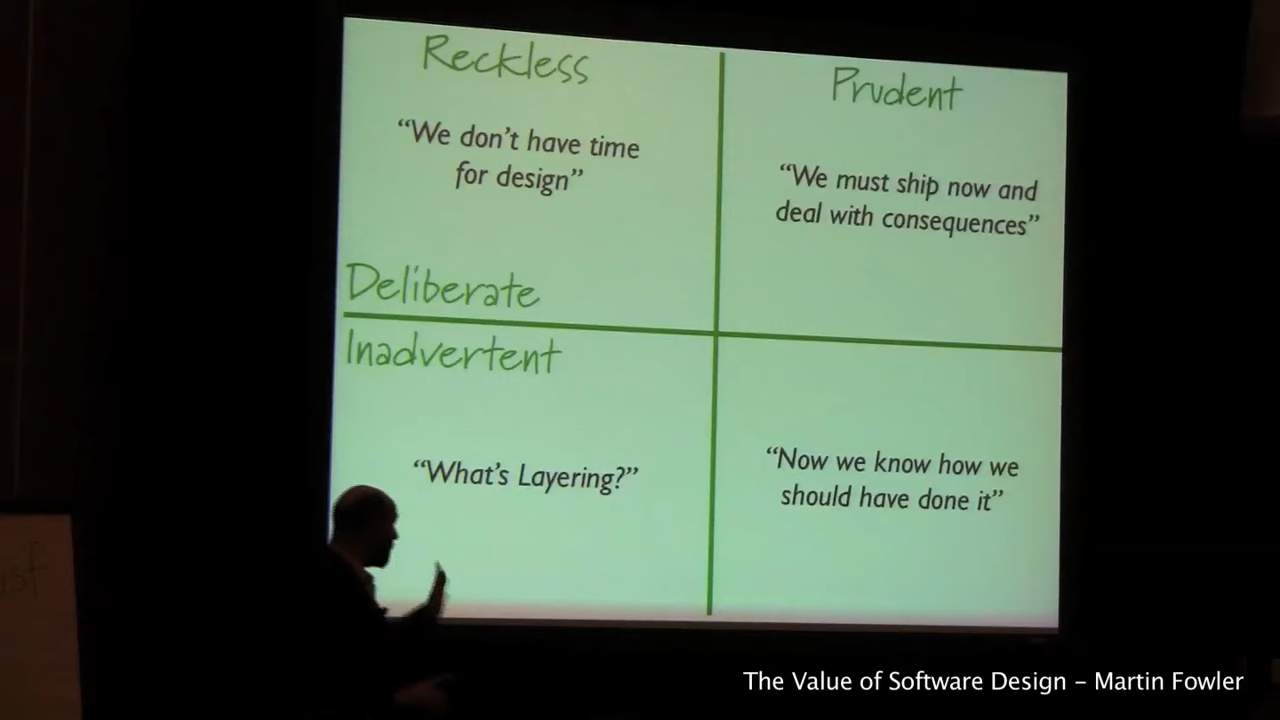 Reckless
Prudent
“We don’t have time
for design”
“We must ship now and
deal with consequences”
Deliberate
Inadvertent
“What’s Layering?”
“Now we know how we
should have done it”
The Value of Software Design – Martin Fowler